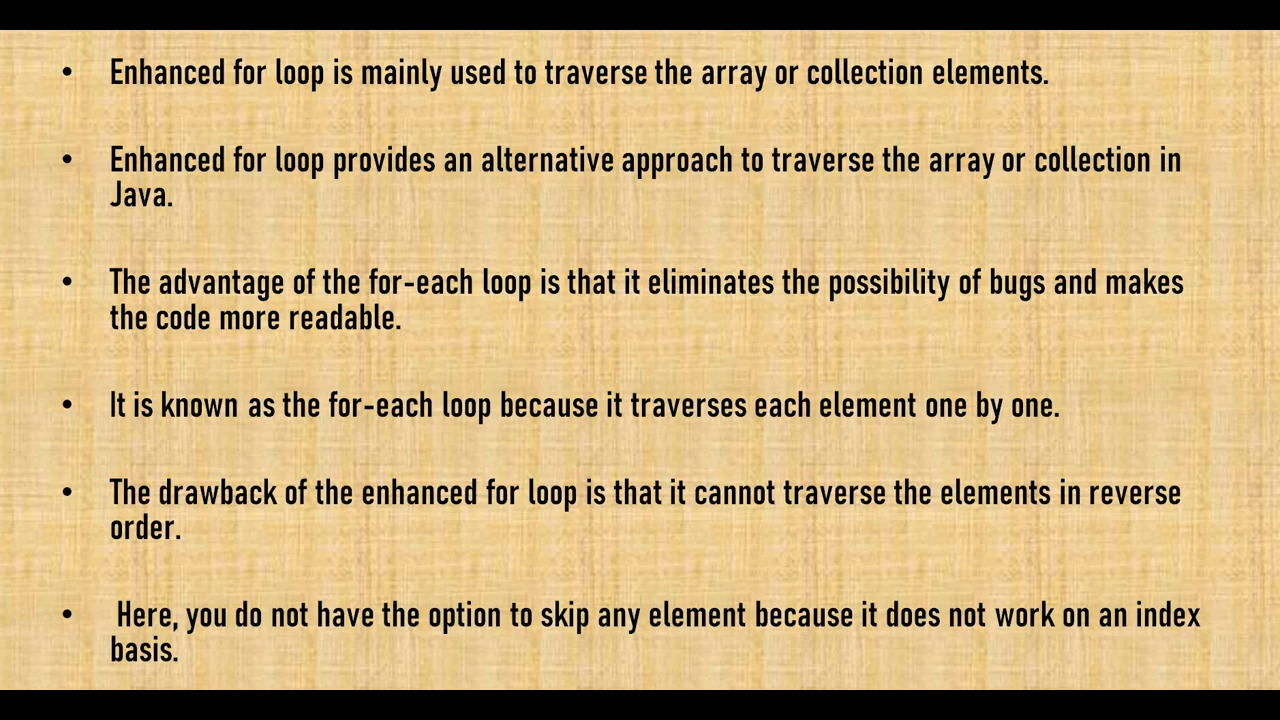 • Enhanced for loop is mainly used to traverse the array or collection elements.
• Enhanced for loop provides an alternative approach to traverse the array or collection in
Java.
• The advantage of the for-each loop is that it eliminates the possibility of bugs and makes
the code more readable.
• It is known as the for-each loop because it traverses each element one by one.
• The drawback of the enhanced for loop is that it cannot traverse the elements in reverse
order.
• Here, you do not have the option to skip any element because it does not work on an index
basis.